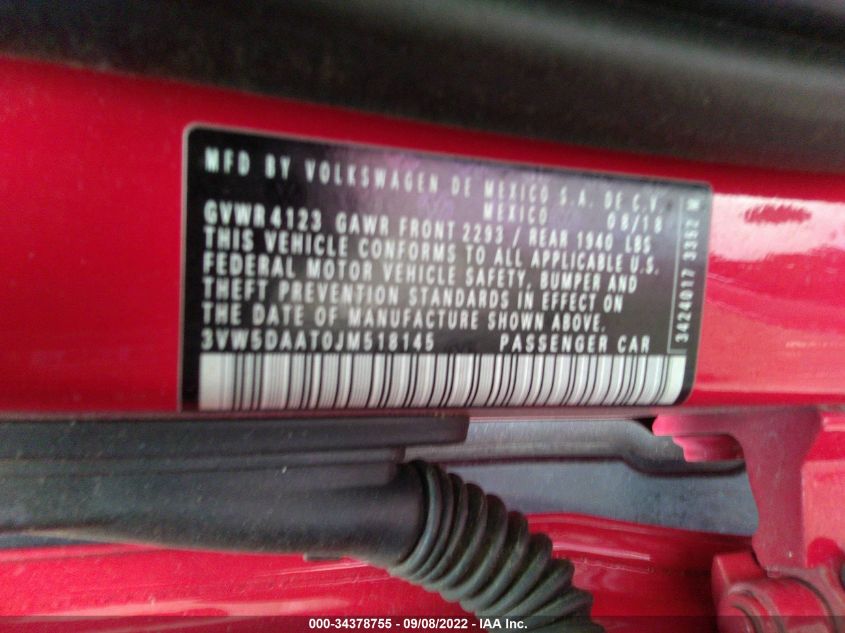 MFD BY VOLKSWAGEN DE MEXICO S.A. DE C.V.
MEXICO 08/18
GVWR 4123 GAWR FRONT 2293 / REAR 1940 LBS
THIS VEHICLE CONFORMS TO ALL APPLICABLE U.S.
FEDERAL MOTOR VEHICLE SAFETY, BUMPER AND
THEFT PREVENTION STANDARDS IN EFFECT ON
THE DATE OF MANUFACTURE SHOWN ABOVE.
3VW5DAAT0JM518145 PASSENGER CAR
3424017 3352 M
000-34378755 - 09/08/2022 - IAA Inc.